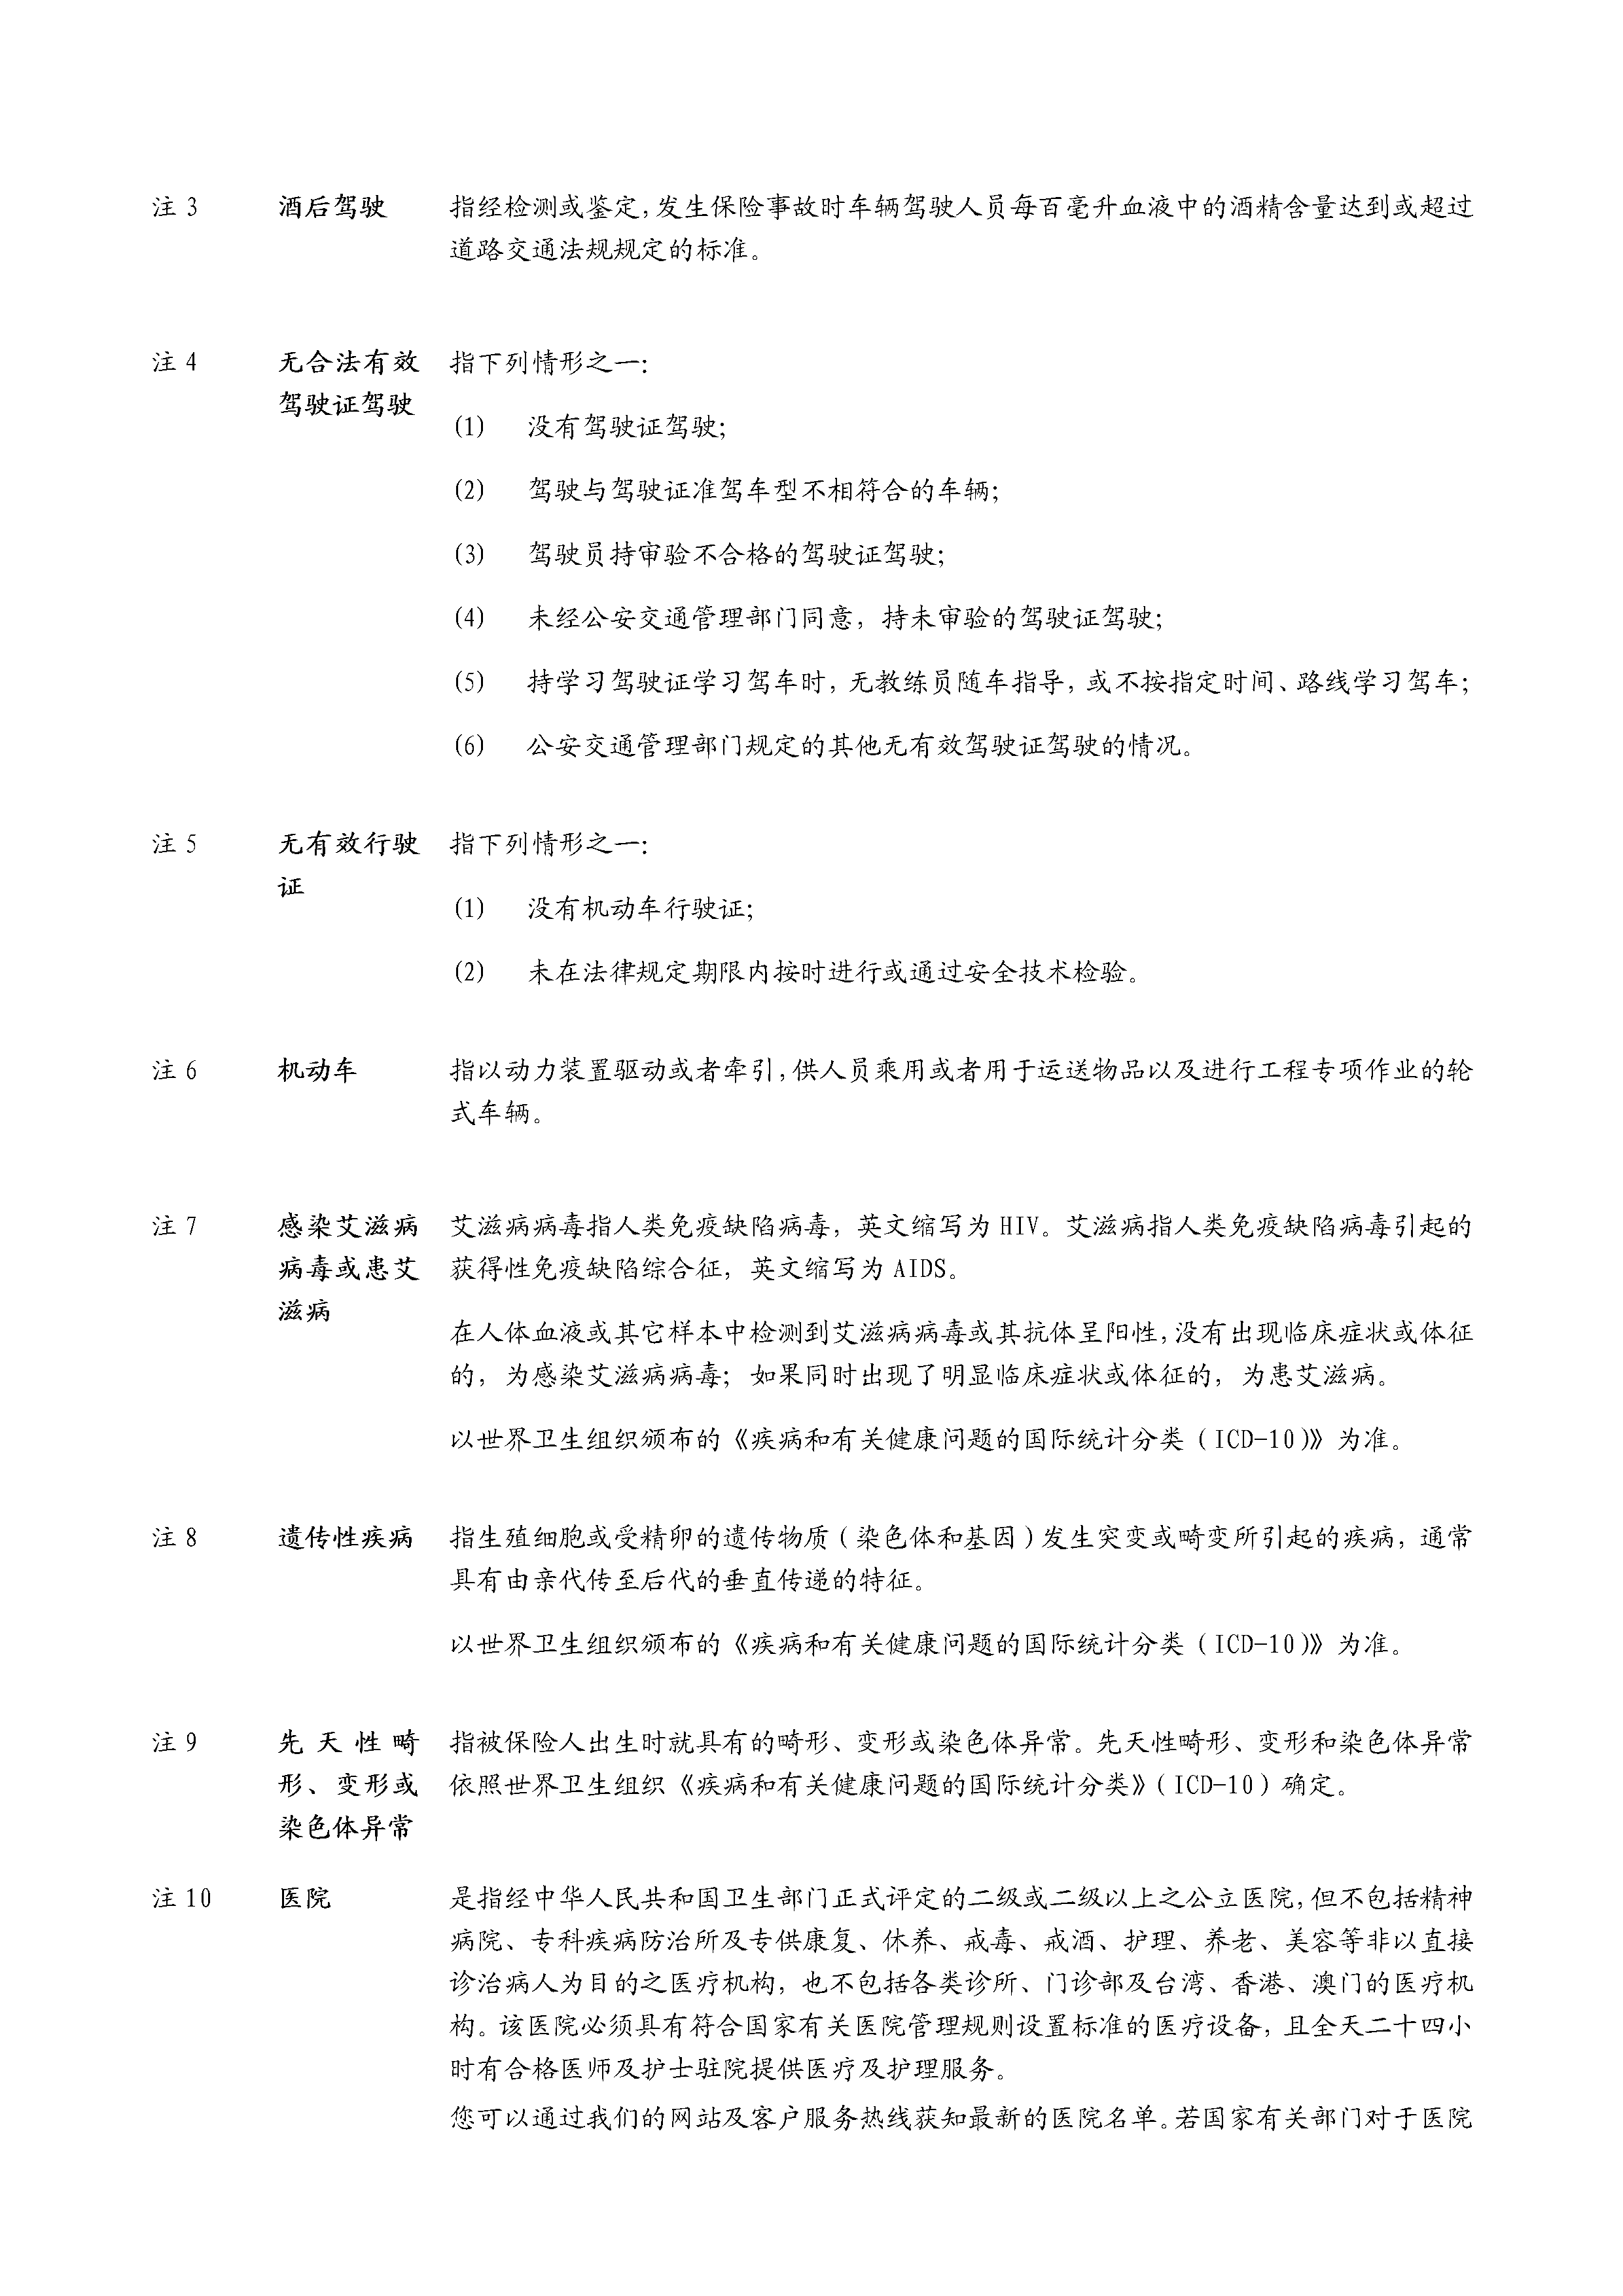 注 3 酒后驾驶 指经检测或鉴定，发生保险事故时车辆驾驶人员每百毫升血液中的酒精含量达到或超过
道路交通法规规定的标准。
注 4 无合法有效 指下列情形之一：
驾驶证驾驶
(1) 没有驾驶证驾驶；
(2) 驾驶与驾驶证准驾车型不相符合的车辆；
(3) 驾驶员持审验不合格的驾驶证驾驶；
(4) 未经公安交通管理部门同意，持未审验的驾驶证驾驶；
(5) 持学习驾驶证学习驾车时，无教练员随车指导，或不按指定时间、路线学习驾车；
(6) 公安交通管理部门规定的其他无有效驾驶证驾驶的情况。
注 5 无有效行驶 指下列情形之一：
证
(1) 没有机动车行驶证；
(2) 未在法律规定期限内按时进行或通过安全技术检验。
注 6 机动车 指以动力装置驱动或者牵引，供人员乘用或者用于运送物品以及进行工程专项作业的轮
式车辆。
注 7 感染艾滋病 艾滋病病毒指人类免疫缺陷病毒，英文缩写为 HIV。艾滋病指人类免疫缺陷病毒引起的
病毒或患艾 获得性免疫缺陷综合征，英文缩写为 AIDS。
滋病
在人体血液或其它样本中检测到艾滋病病毒或其抗体呈阳性，没有出现临床症状或体征
的，为感染艾滋病病毒；如果同时出现了明显临床症状或体征的，为患艾滋病。
以世界卫生组织颁布的《疾病和有关健康问题的国际统计分类（ICD-10）》为准。
注 8 遗传性疾病 指生殖细胞或受精卵的遗传物质（染色体和基因）发生突变或畸变所引起的疾病，通常
具有由亲代传至后代的垂直传递的特征。
以世界卫生组织颁布的《疾病和有关健康问题的国际统计分类（ICD-10）》为准。
注 9 先天性畸 指被保险人出生时就具有的畸形、变形或染色体异常。先天性畸形、变形和染色体异常
形、变形或 依照世界卫生组织《疾病和有关健康问题的国际统计分类》（ICD-10）确定。
染色体异常
注 10 医院 是指经中华人民共和国卫生部门正式评定的二级或二级以上之公立医院，但不包括精神
病院、专科疾病防治所及专供康复、休养、戒毒、戒酒、护理、养老、美容等非以直接
诊治病人为目的之医疗机构，也不包括各类诊所、门诊部及台湾、香港、澳门的医疗机
构。该医院必须具有符合国家有关医院管理规则设置标准的医疗设备，且全天二十四小
时有合格医师及护士驻院提供医疗及护理服务。
您可以通过我们的网站及客户服务热线获知最新的医院名单。若国家有关部门对于医院